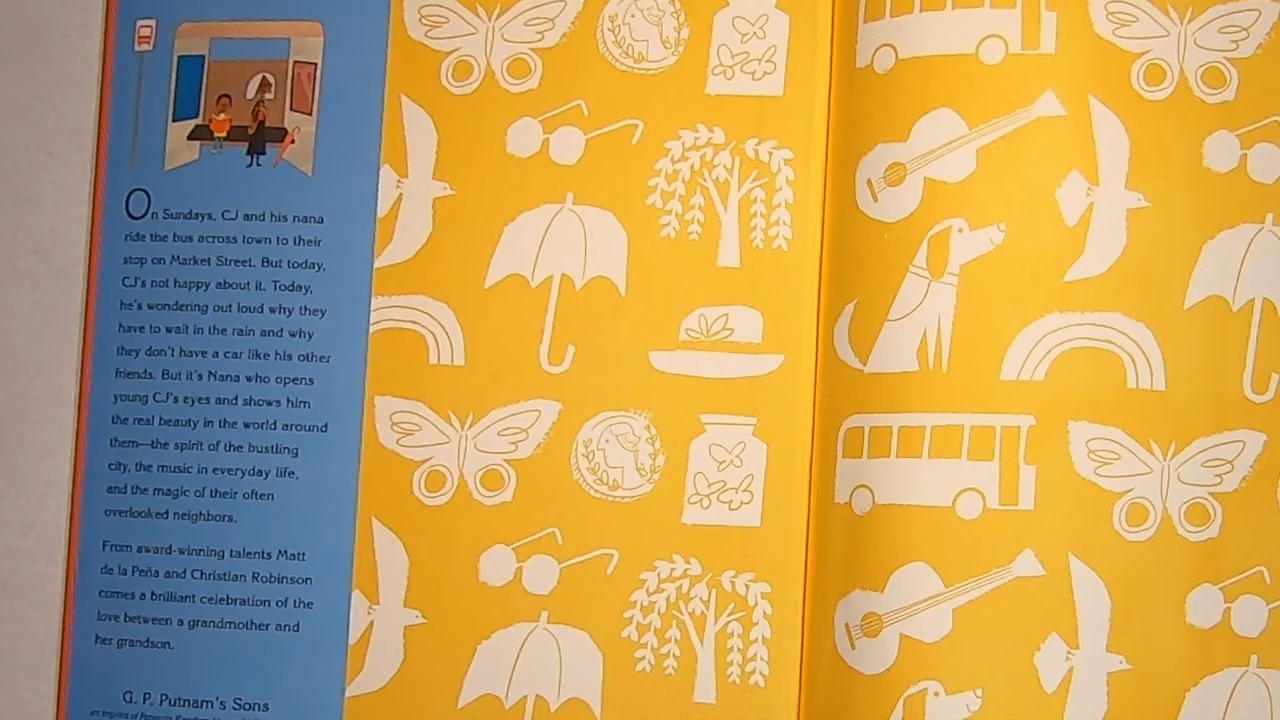 On Sundays, CJ and his nana
ride the bus across town to their
stop on Market Street. But today,
CJ's not happy about it. Today,
he's wondering out loud why they
have to wait in the rain and why
they don't have a car like his other
friends. But it's Nana who opens
young CJ's eyes and shows him
the real beauty in the world around
them—the spirit of the bustling
city, the music in everyday life,
and the magic of their often
overlooked neighbors.
From award-winning talents Matt
de la Peña and Christian Robinson
comes a brilliant celebration of the
love between a grandmother and
her grandson.
G. P. Putnam's Sons
an imprint of Penguin